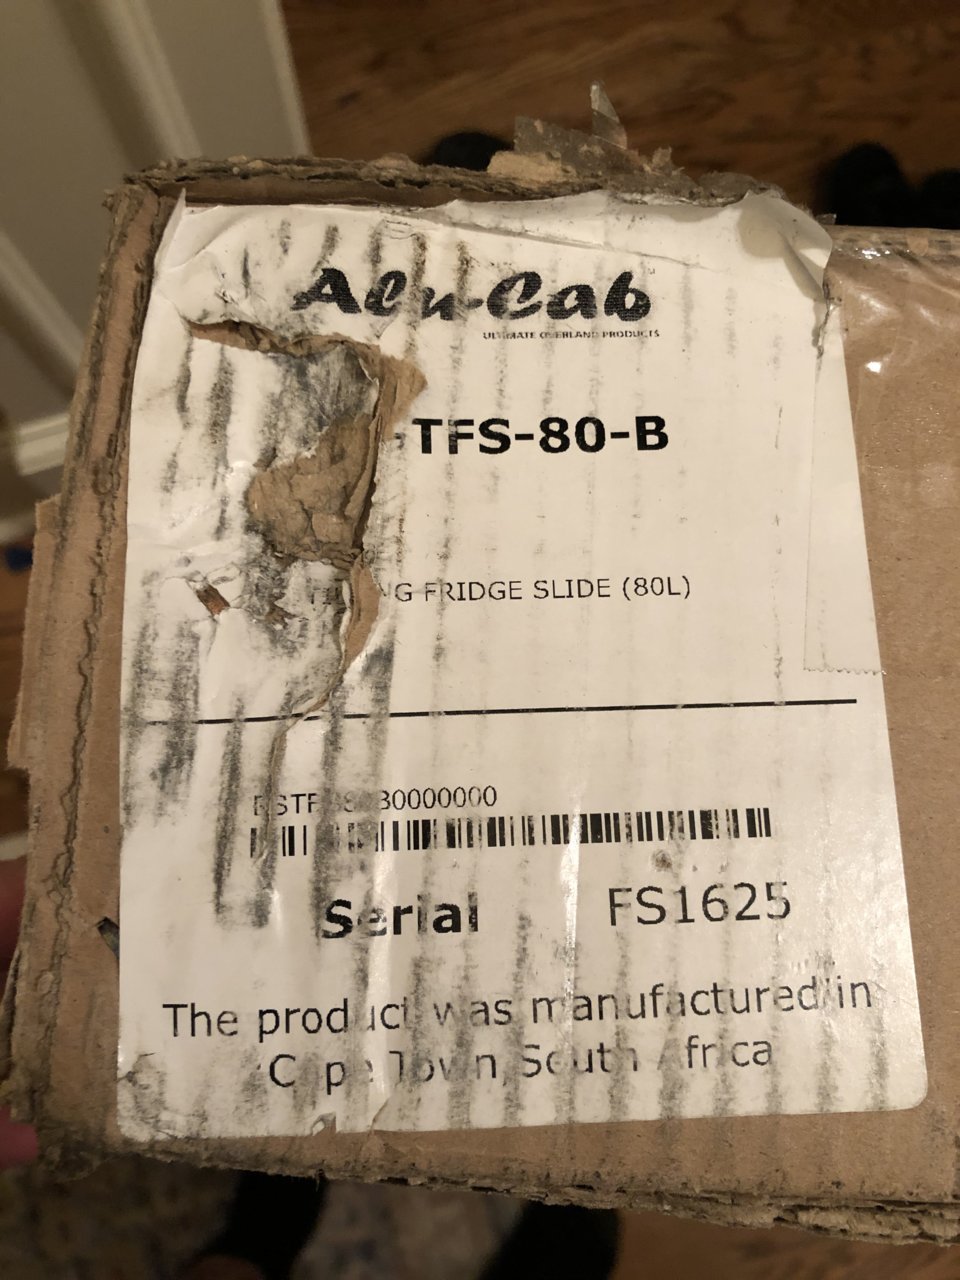 Alu-Cab
ULTIMATE OVERLAND PRODUCTS
-TFS-80-B
FRIDGE SLIDE (80L)
Serial FS1625
The product was manufactured in
Cape Town, South Africa